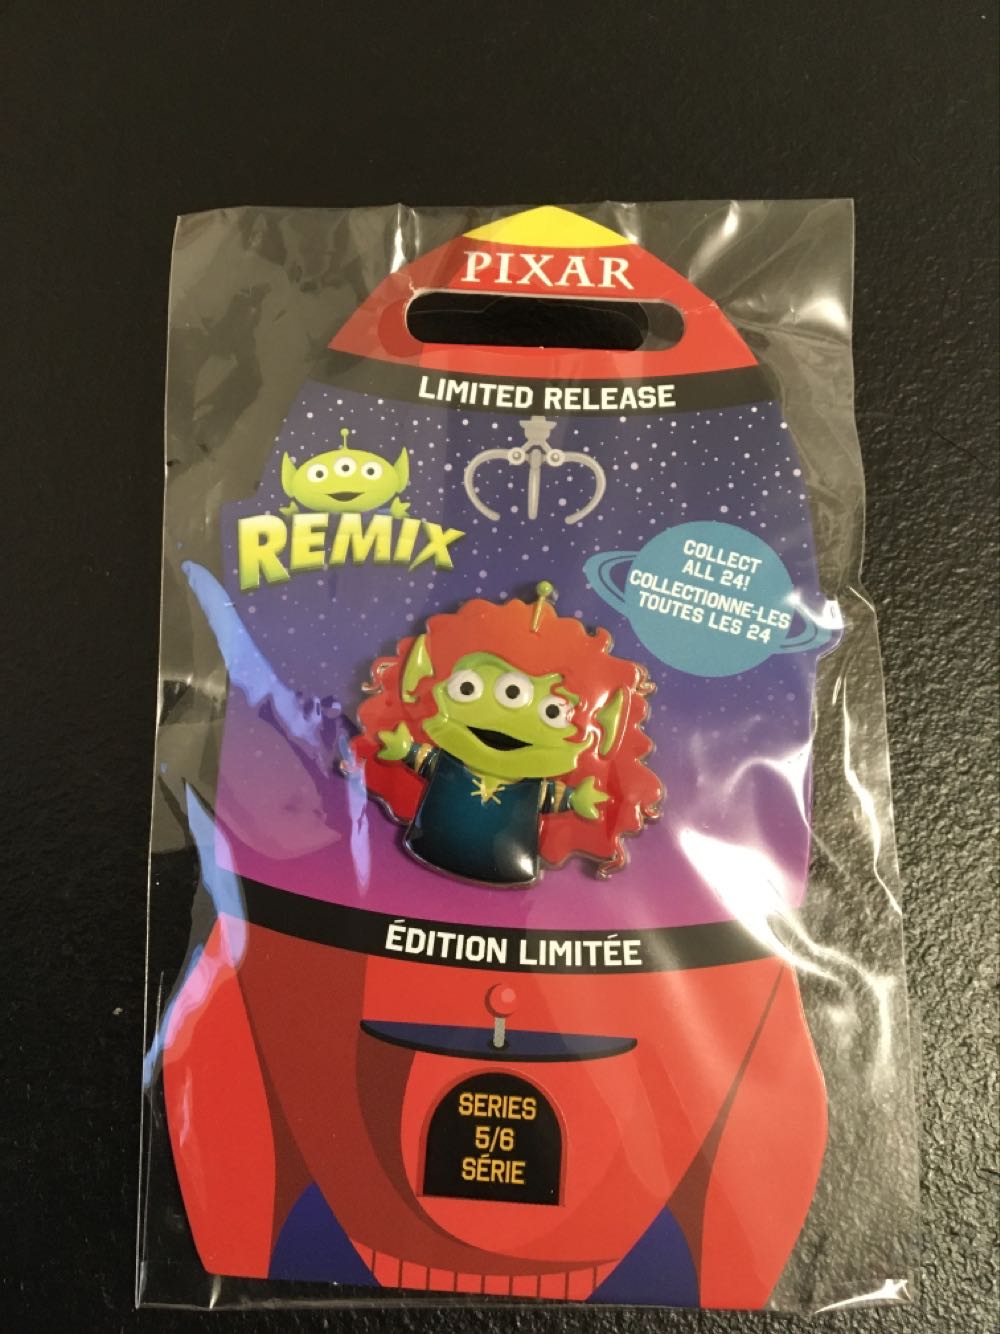 PIXAR
LIMITED RELEASE
REMIX
COLLECT
ALL 24!
COLLECTIONNE-LES
TOUTES LES 24
ÉDITION LIMITÉE
SERIES
5/6
SÉRIE